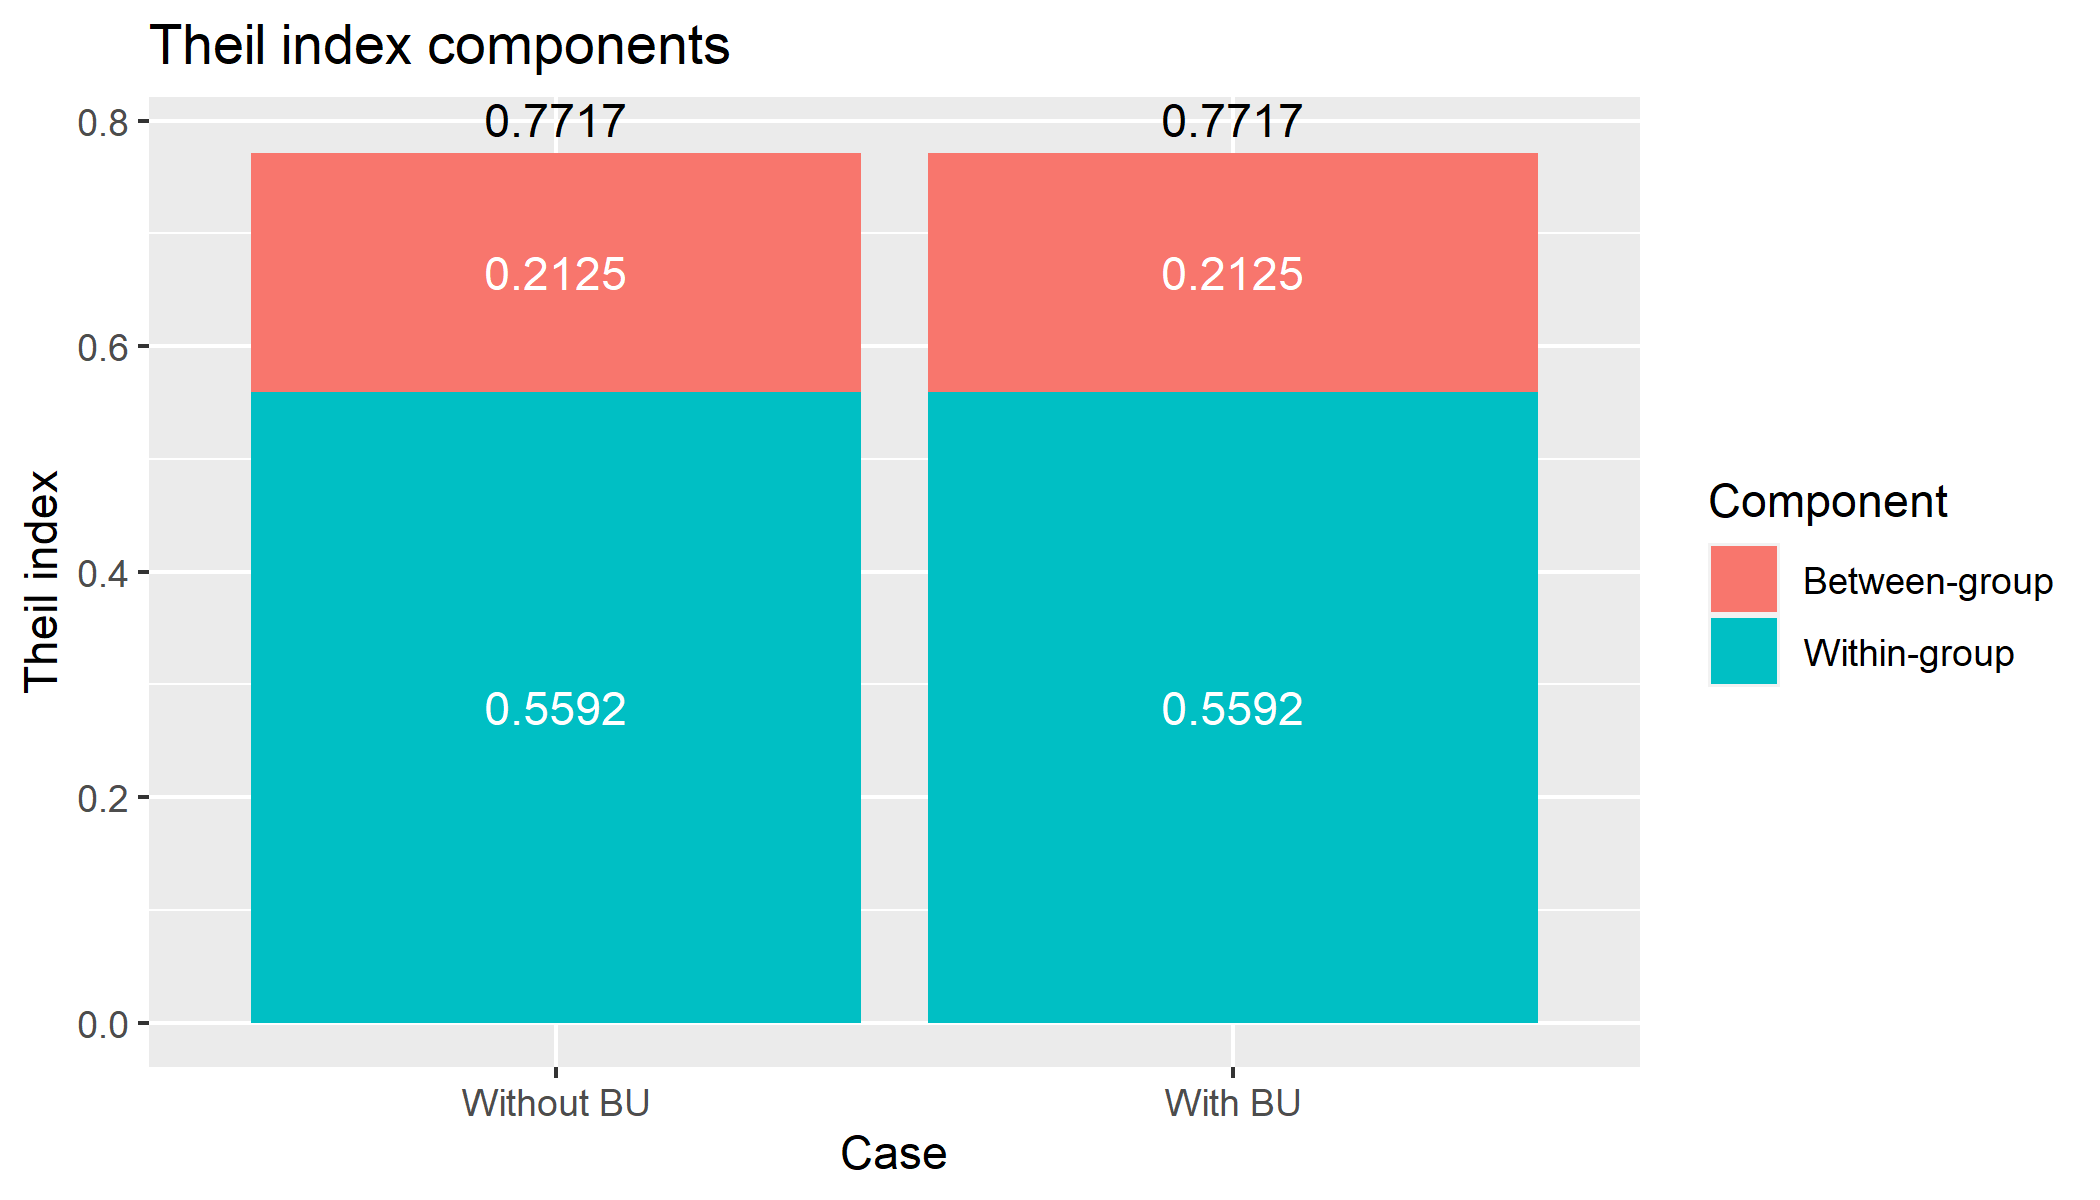 Theil index components
0.8
0.6
0.4
0.2
0.0
Theil index
0.7717
0.7717
0.2125
0.2125
0.5592
0.5592
Without BU
With BU
Case
Component
Between-group
Within-group